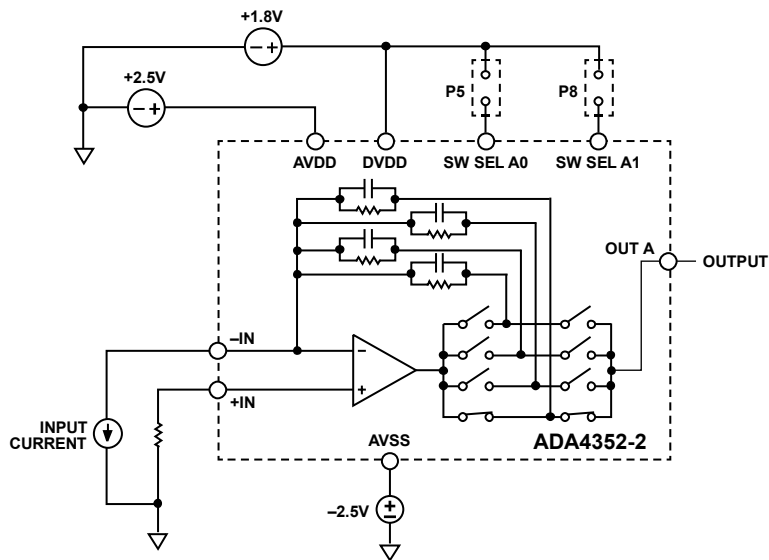 +1.8V
– +
+2.5V
– +
P5
P8
AVDD
DVDD
SW SEL A0
SW SEL A1
OUT A
OUTPUT
–IN
–
+
+IN
INPUT
CURRENT
AVSS
ADA4352-2
–2.5V
+
–